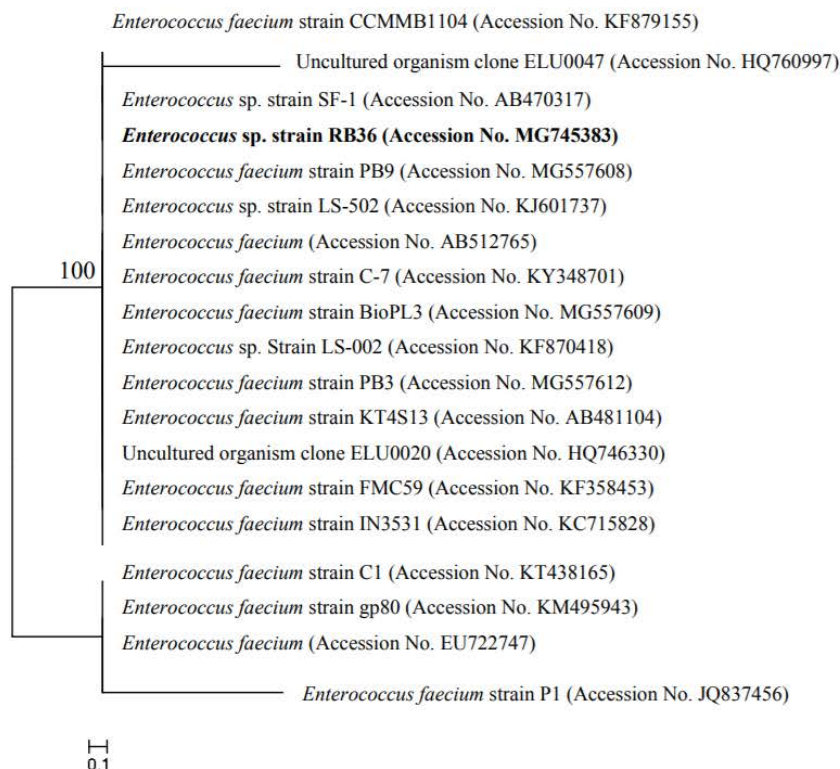 Enterococcus faecium strain CCMMB1104 (Accession No. KF879155)
Uncultured organism clone ELU0047 (Accession No. HQ760997)
Enterococcus sp. strain SF-1 (Accession No. AB470317)
Enterococcus sp. strain RB36 (Accession No. MG745383)
Enterococcus faecium strain PB9 (Accession No. MG557608)
Enterococcus sp. strain LS-502 (Accession No. KJ601737)
Enterococcus faecium (Accession No. AB512765)
100
Enterococcus faecium strain C-7 (Accession No. KY348701)
Enterococcus faecium strain BioPL3 (Accession No. MG557609)
Enterococcus sp. Strain LS-002 (Accession No. KF870418)
Enterococcus faecium strain PB3 (Accession No. MG557612)
Enterococcus faecium strain KT4S13 (Accession No. AB481104)
Uncultured organism clone ELU0020 (Accession No. HQ746330)
Enterococcus faecium strain FMC59 (Accession No. KF358453)
Enterococcus faecium strain IN3531 (Accession No. KC715828)
Enterococcus faecium strain C1 (Accession No. KT438165)
Enterococcus faecium strain gp80 (Accession No. KM495943)
Enterococcus faecium (Accession No. EU722747)
Enterococcus faecium strain P1 (Accession No. JQ837456)
0.1